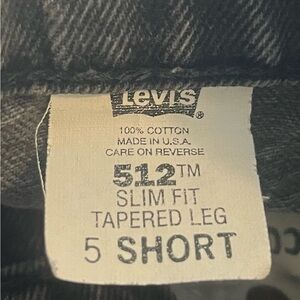 Levi's®
100% COTTON
MADE IN U.S.A.
CARE ON REVERSE
512™
SLIM FIT
TAPERED LEG
5 SHORT